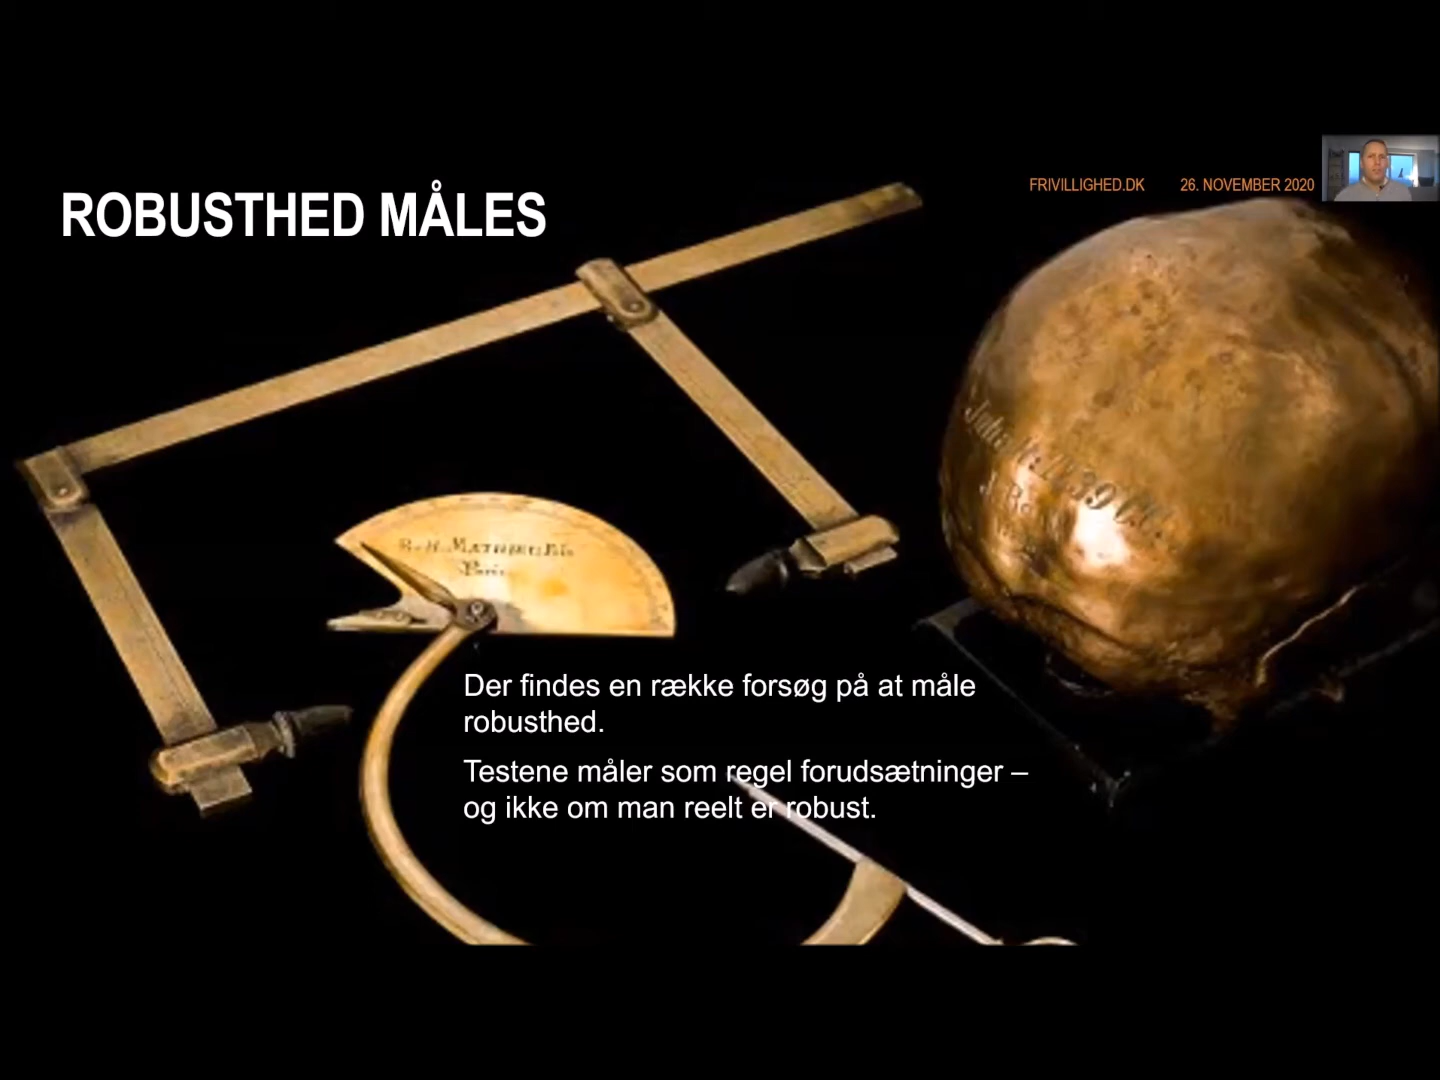 FRIVILLIGHED.DK 26. NOVEMBER 2020
ROBUSTHED MÅLES
Paris
Der findes en række forsøg på at måle
robusthed.
Testene måler som regel forudsætninger –
og ikke om man reelt er robust.